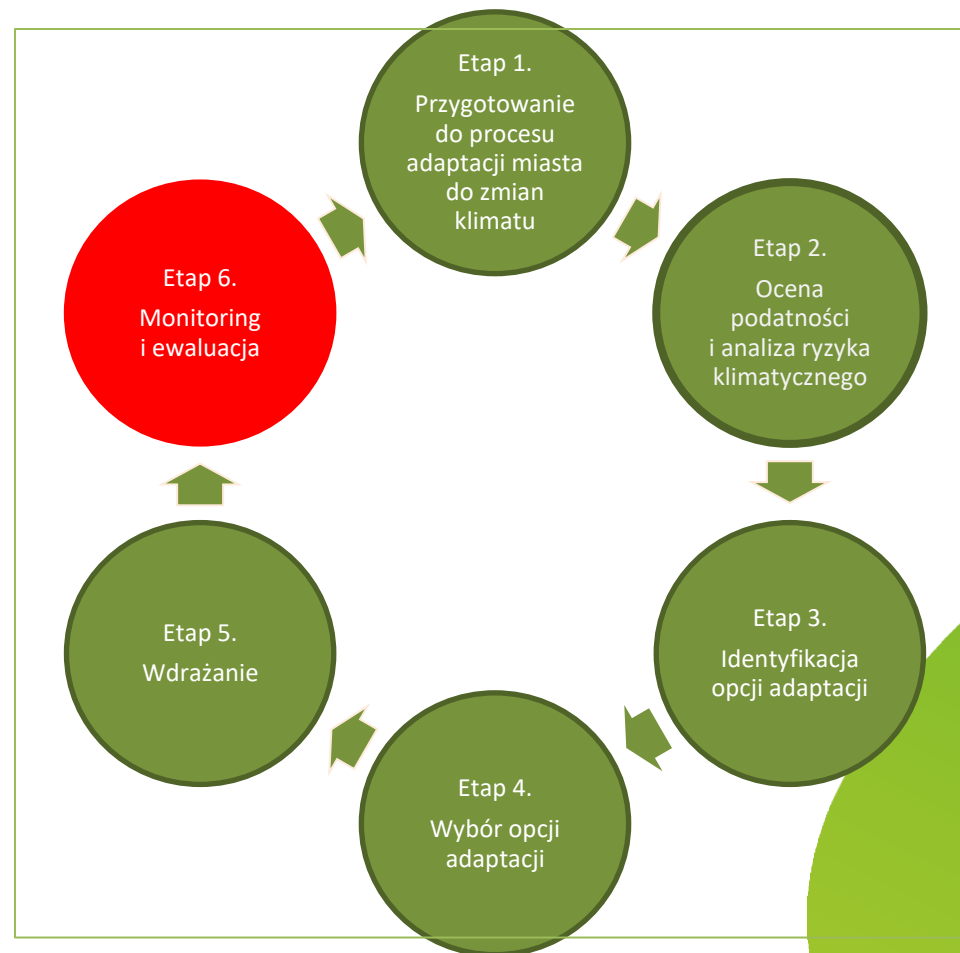 Etap 1.
Przygotowanie
do procesu
adaptacji miasta
do zmian
klimatu
Etap 2.
Ocena
podatności
i analiza ryzyka
klimatycznego
Etap 3.
Identyfikacja
opcji adaptacji
Etap 4.
Wybór opcji
adaptacji
Etap 5.
Wdrażanie
Etap 6.
Monitoring
i ewaluacja